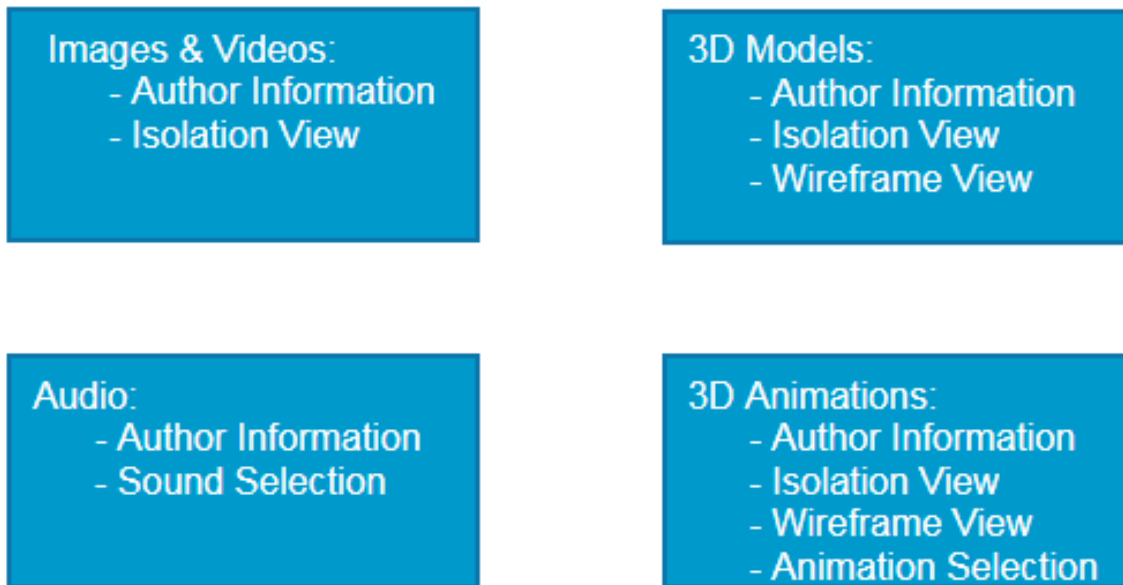 Images & Videos:
- Author Information
- Isolation View
3D Models:
- Author Information
- Isolation View
- Wireframe View
Audio:
- Author Information
- Sound Selection
3D Animations:
- Author Information
- Isolation View
- Wireframe View
- Animation Selection